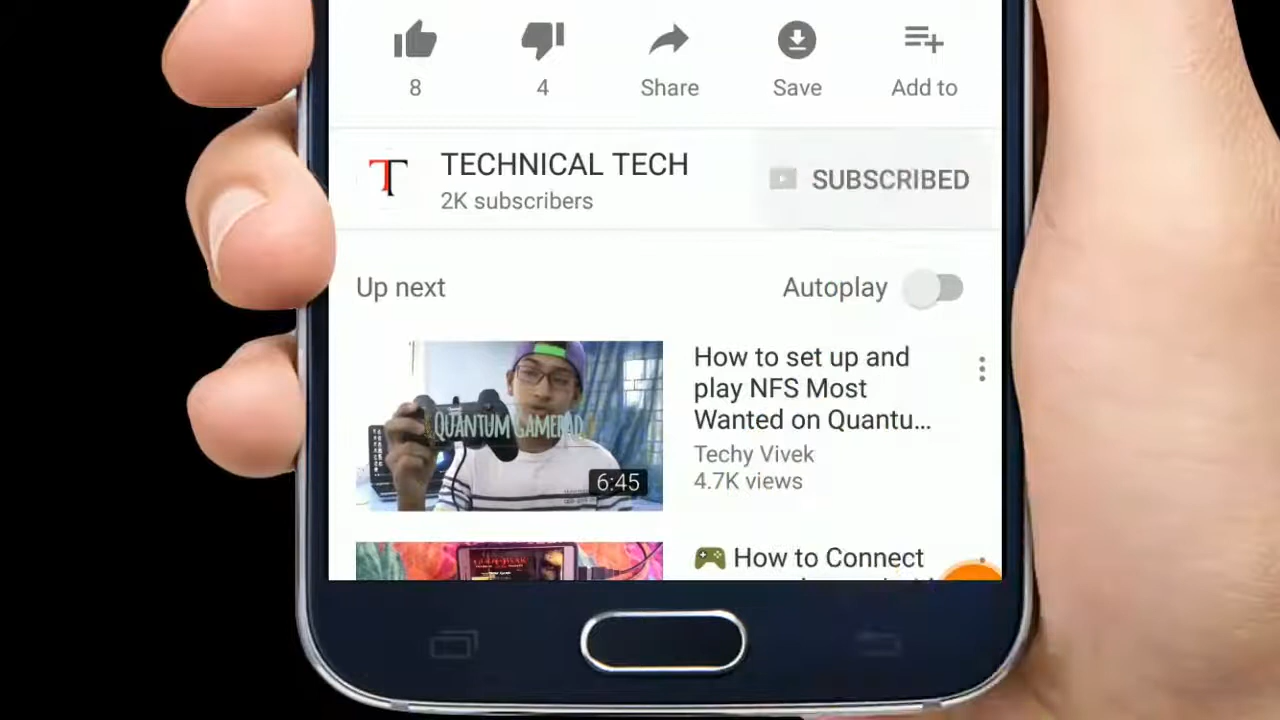 8
4
Share
Save
Add to
T
TECHNICAL TECH
2K subscribers
SUBSCRIBED
Up next
Autoplay
QUANTUM GAMEPAD
6:45
How to set up and
play NFS Most
Wanted on Quantu...
Techy Vivek
4.7K views
How to Connect